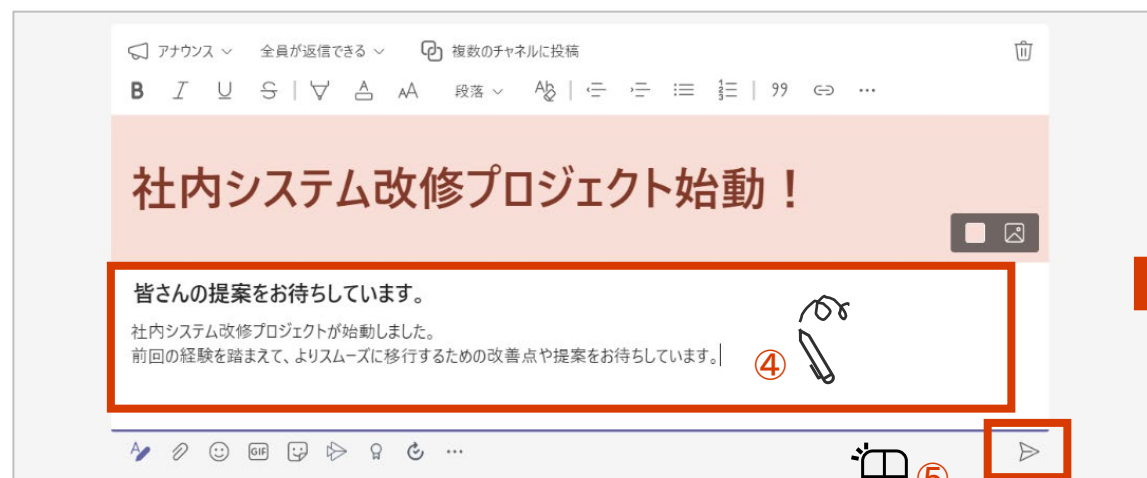 アナウンス 全員が返信できる 複数のチャネルに投稿
B I U S A AA 段落 Ab 99 …
社内システム改修プロジェクト始動！
皆さんの提案をお待ちしています。
社内システム改修プロジェクトが始動しました。
前回の経験を踏まえて、よりスムーズに移行するための改善点や提案をお待ちしています。
④
GIF …
⑤